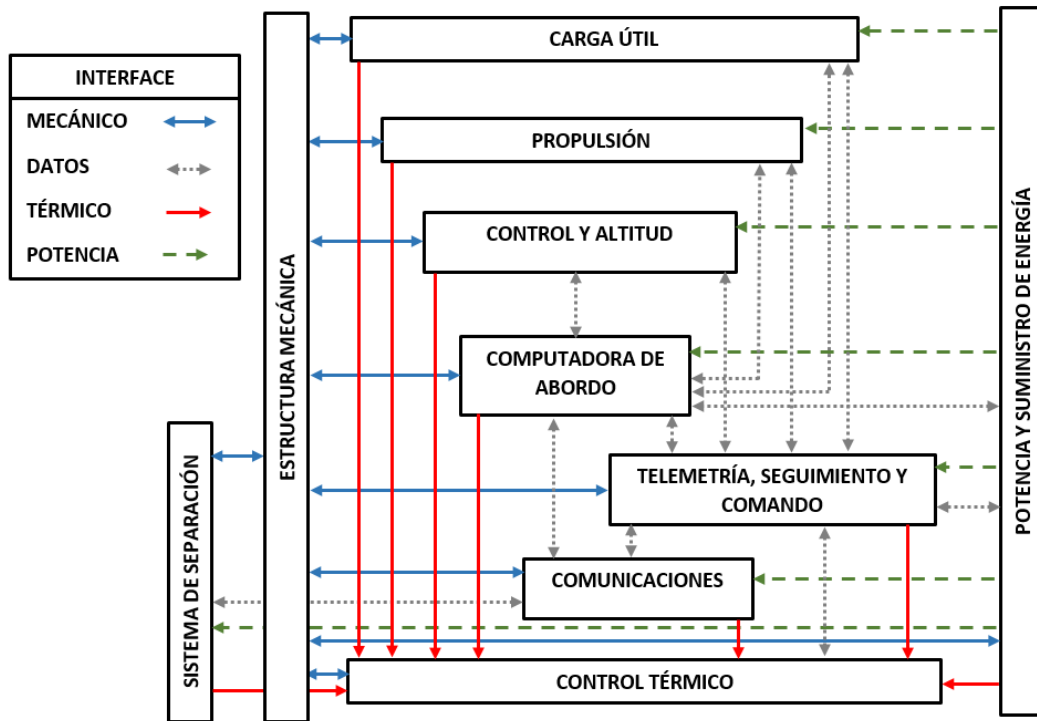 CARGA ÚTIL
INTERFACE
MECÁNICO
DATOS
TÉRMICO
POTENCIA
PROPULSIÓN
CONTROL Y ALTITUD
COMPUTADORA DE
ABORDO
TELEMETRÍA, SEGUIMIENTO Y
COMANDO
COMUNICACIONES
CONTROL TÉRMICO
SISTEMA DE SEPARACIÓN
ESTRUCTURA MECÁNICA
POTENCIA Y SUMINISTRO DE ENERGÍA